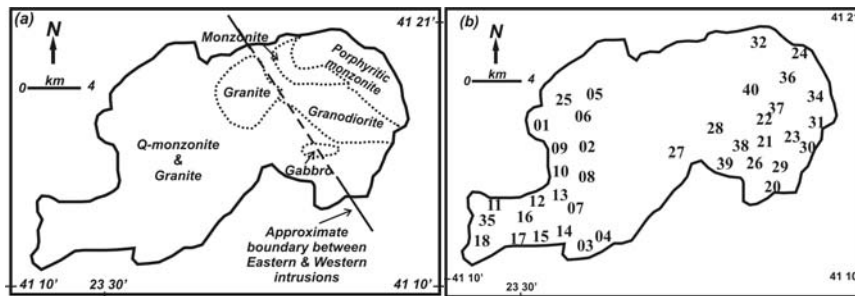 (a)
41 21'
N
km
0 4
Monzonite
Porphyritic
monzonite
Granite
Granodiorite
Q-monzonite
&
Granite
Gabbro
Approximate
boundary between
Eastern & Western
intrusions
41 10'
23 30'
41 10'
(b)
41 21'
N
km
0 4
32
24
36
25 05
40
34
06
37
22
01
28
31
23
09 02
38 21
30
27
10
39 26 29
08
20
13
11 12
07
35 16
14
18 17 15
03 04
41 10'
23 30'
41 10'